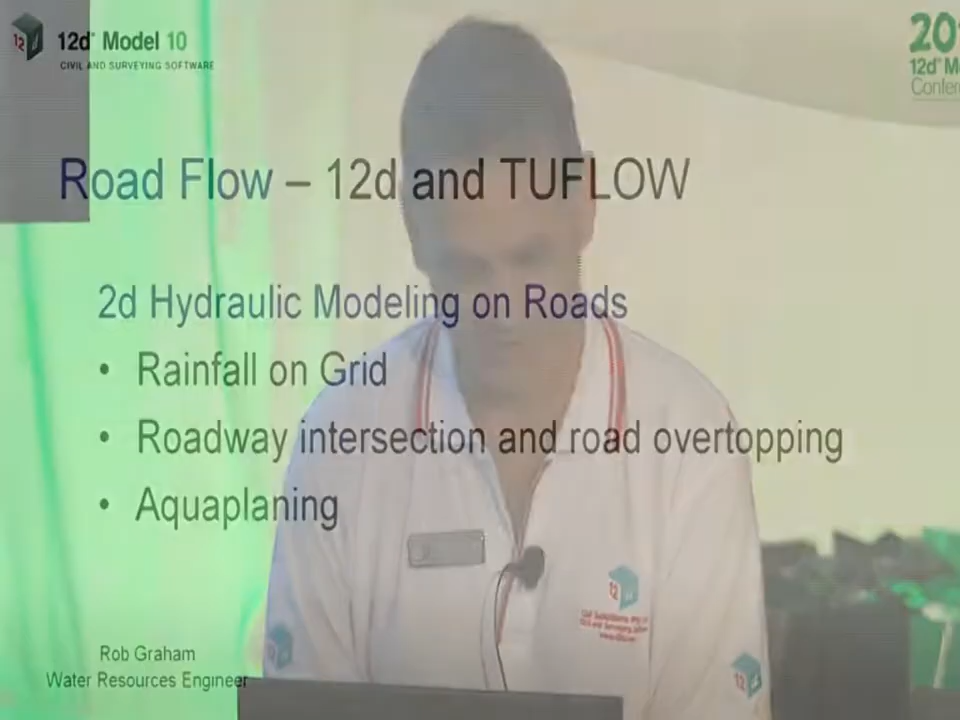 12d Model 10
CIVIL AND SURVEYING SOFTWARE
12d
Road Flow – 12d and TUFLOW
2d Hydraulic Modeling on Roads
• Rainfall on Grid
• Roadway intersection and road overtopping
• Aquaplaning
Rob Graham
Water Resources Engineer